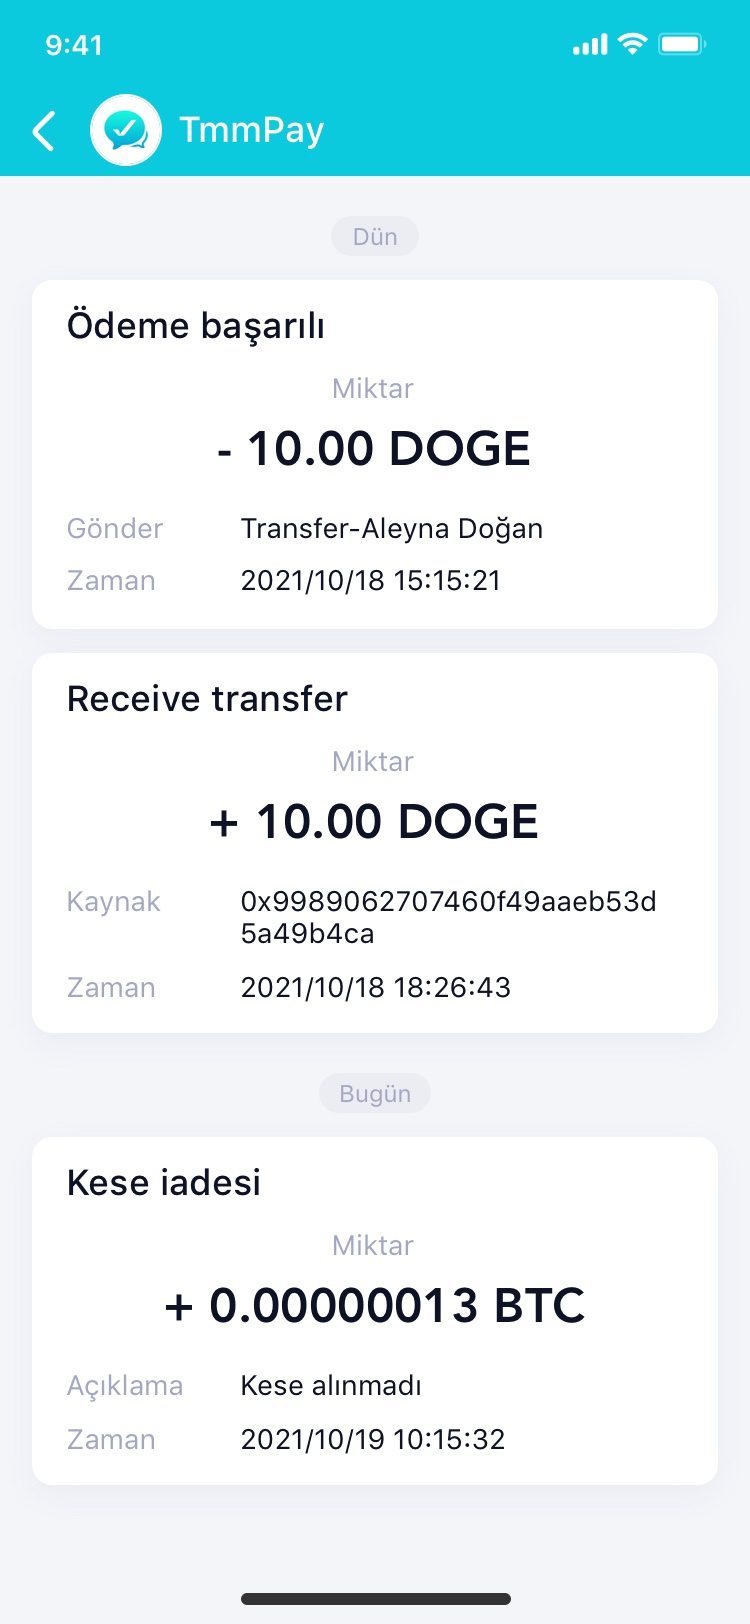 9:41
TmmPay
Dün
Ödeme başarılı
Miktar
- 10.00 DOGE
Gönder Transfer-Aleyna Doğan
Zaman 2021/10/18 15:15:21
Receive transfer
Miktar
+ 10.00 DOGE
Kaynak 0x9989062707460f49aaeb53d
5a49b4ca
Zaman 2021/10/18 18:26:43
Bugün
Kese iadesi
Miktar
+ 0.00000013 BTC
Açıklama Kese alınmadı
Zaman 2021/10/19 10:15:32